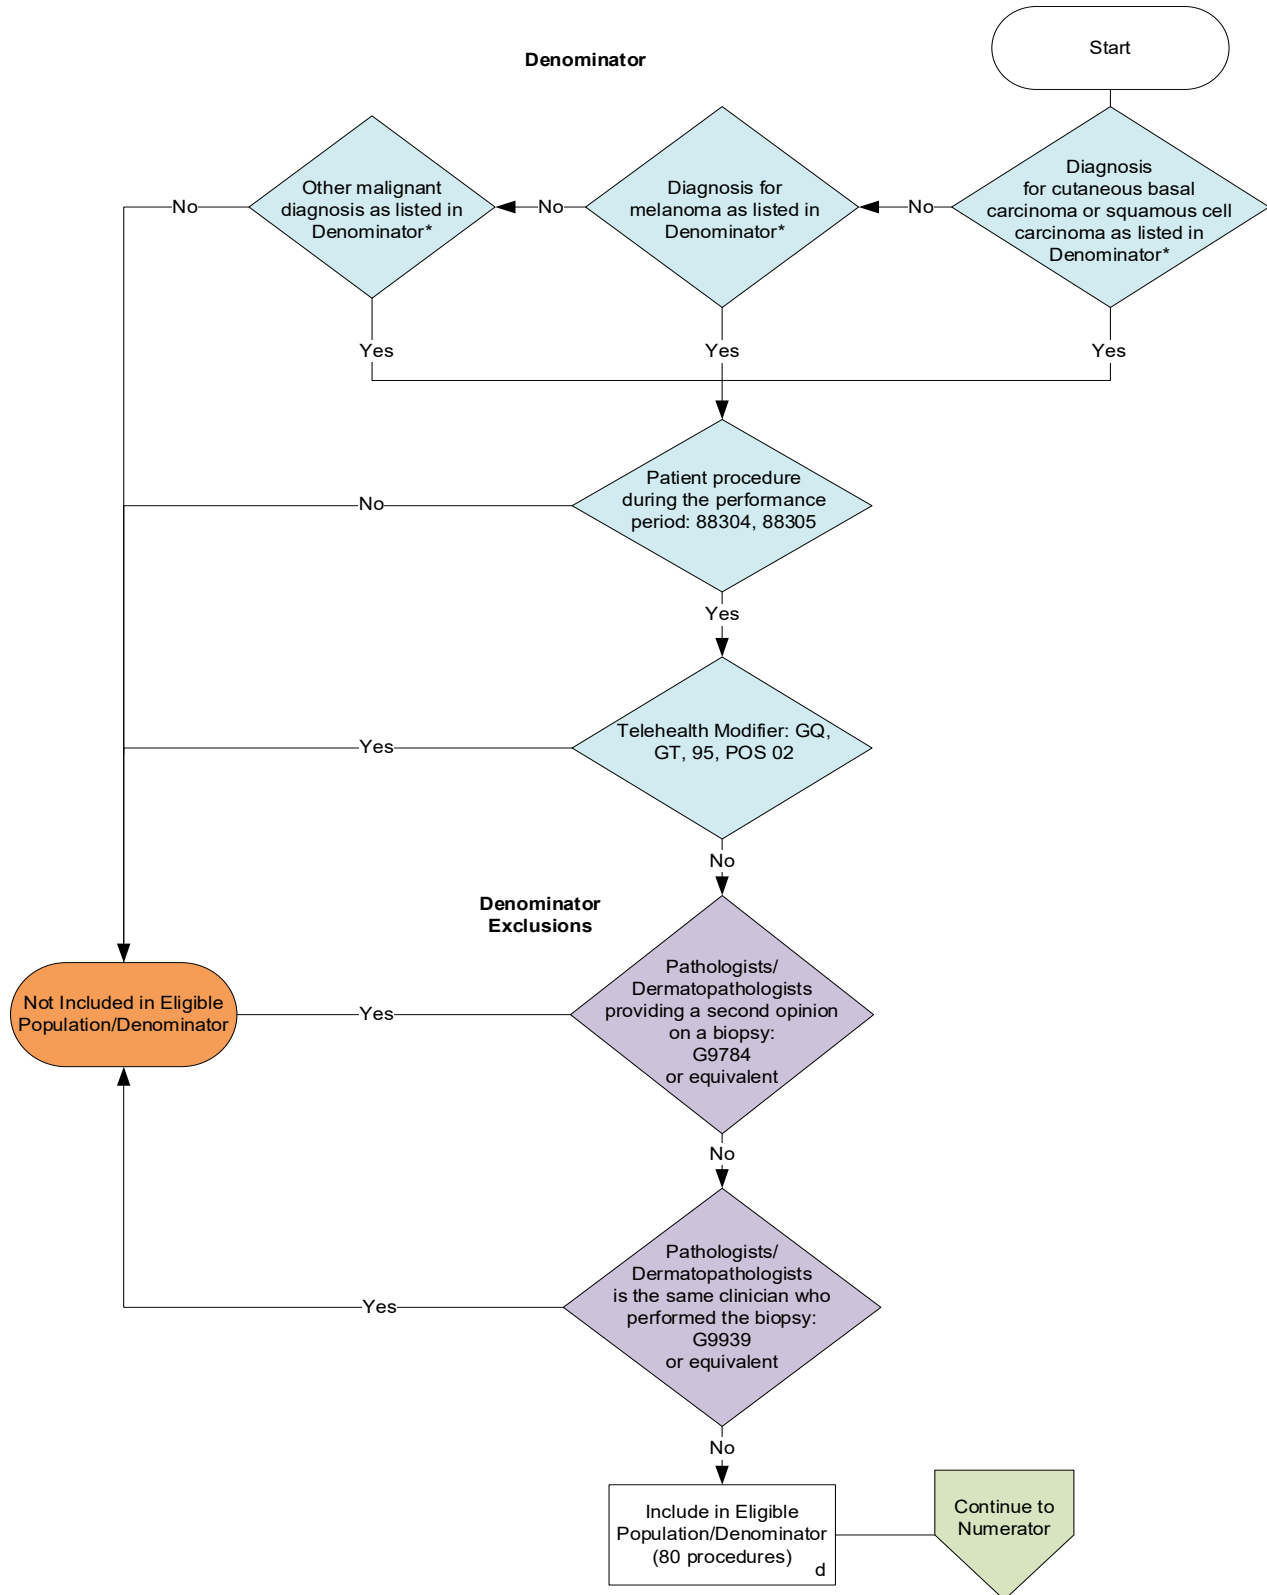 Denominator
Start
Diagnosis
for cutaneous basal
carcinoma or squamous cell
carcinoma as listed in
Denominator*
No
Diagnosis for
melanoma as listed in
Denominator*
No
Other malignant
diagnosis as listed in
Denominator*
No
Yes
Yes
Yes
Patient procedure
during the performance
period: 88304, 88305
No
Yes
Telehealth Modifier: GQ,
GT, 95, POS 02
Yes
No
Denominator
Exclusions
Pathologists/
Dermatopathologists
providing a second opinion
on a biopsy:
G9784
or equivalent
Yes
Not Included in Eligible
Population/Denominator
No
Pathologists/
Dermatopathologists
is the same clinician who
performed the biopsy:
G9939
or equivalent
Yes
No
Include in Eligible
Population/Denominator
(80 procedures)
d
Continue to
Numerator